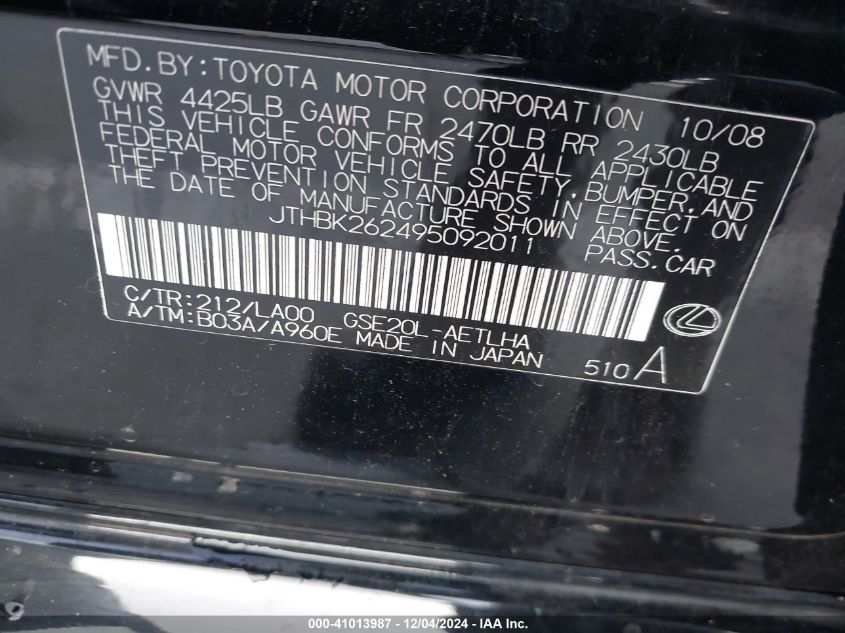 MFD.BY:TOYOTA MOTOR CORPORATION 10/08
GVWR 4425LB GAWR FR 2470LB RR 2430LB
THIS VEHICLE CONFORMS TO ALL APPLICABLE
FEDERAL MOTOR VEHICLE SAFETY,BUMPER,AND
THEFT PREVENTION STANDARDS IN EFFECT ON
THE DATE OF MANUFACTURE SHOWN ABOVE.
JTHBK262495092011 PASS.CAR
C/TR:212/LA00 GSE20L-AETLHA
A/TM:B03A/A960E MADE IN JAPAN 510 A
000-41013987 - 12/04/2024 - IAA Inc.